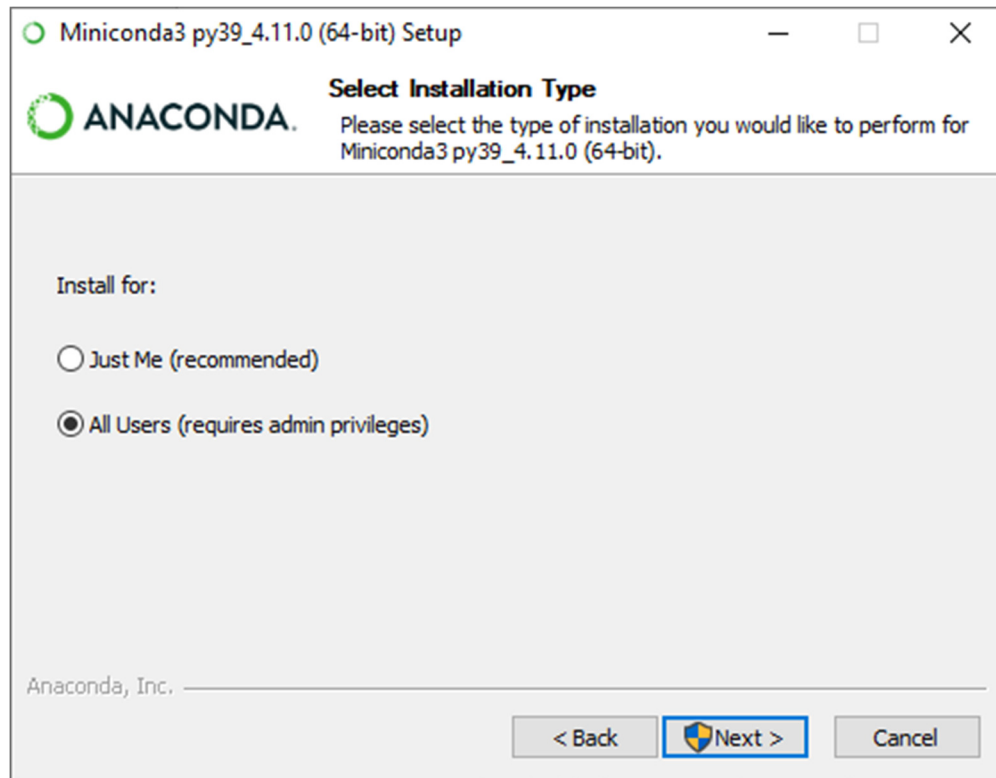 Miniconda3 py39_4.11.0 (64-bit) Setup
ANACONDA.
Select Installation Type
Please select the type of installation you would like to perform for
Miniconda3 py39_4.11.0 (64-bit).
Install for:
Just Me (recommended)
All Users (requires admin privileges)
Anaconda, Inc.
< Back
Next >
Cancel